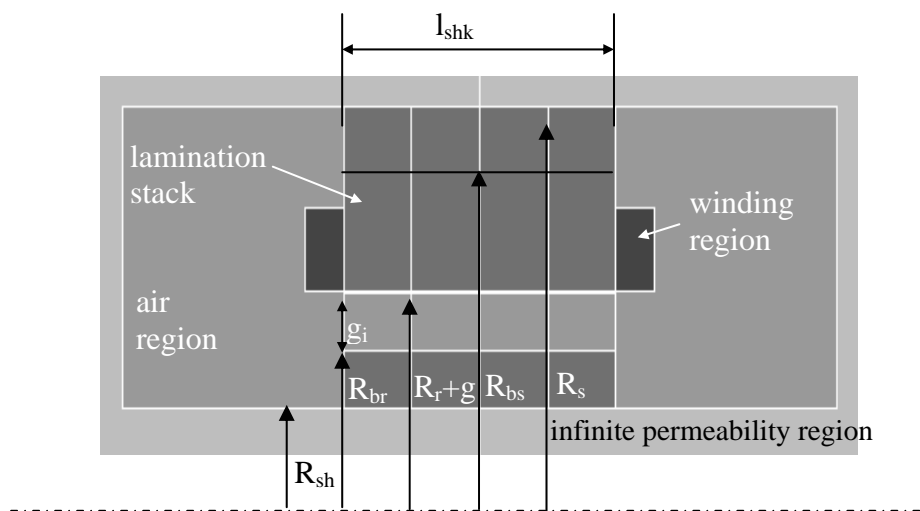 l_shk
lamination
stack
winding
region
air
region
g_i
R_br
R_r+g
R_bs
R_s
infinite permeability region
R_sh